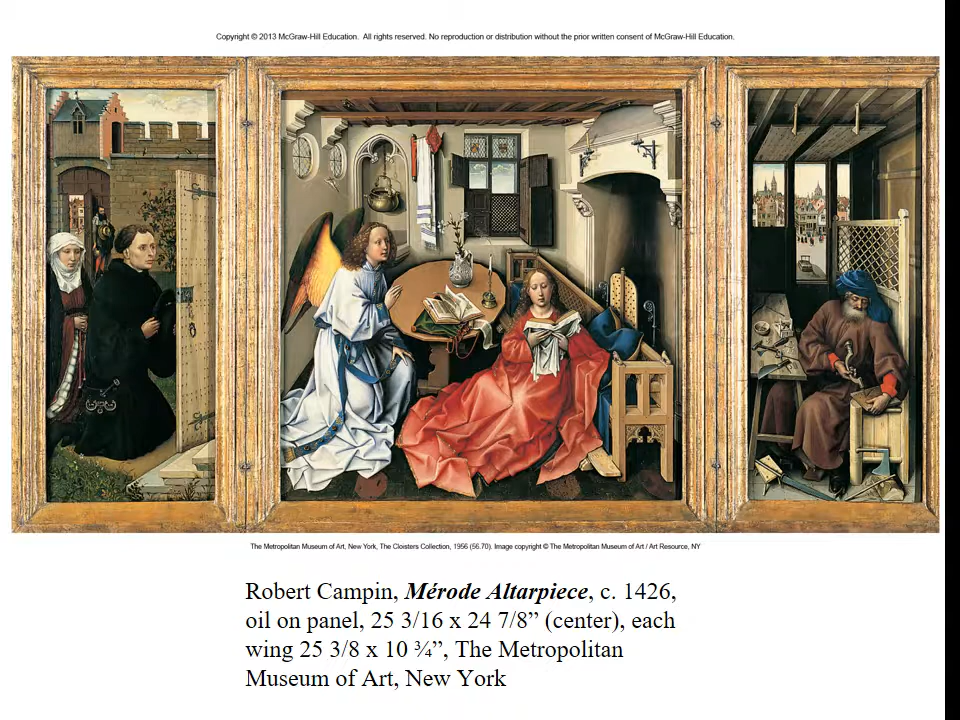 Copyright © 2013 McGraw-Hill Education. All rights reserved. No reproduction or distribution without the prior written consent of McGraw-Hill Education.
The Metropolitan Museum of Art, New York, The Cloisters Collection, 1956 (56.70). Image copyright © The Metropolitan Museum of Art / Art Resource, NY
Robert Campin, Mérode Altarpiece, c. 1426,
oil on panel, 25 3/16 x 24 7/8” (center), each
wing 25 3/8 x 10 ¾”, The Metropolitan
Museum of Art, New York